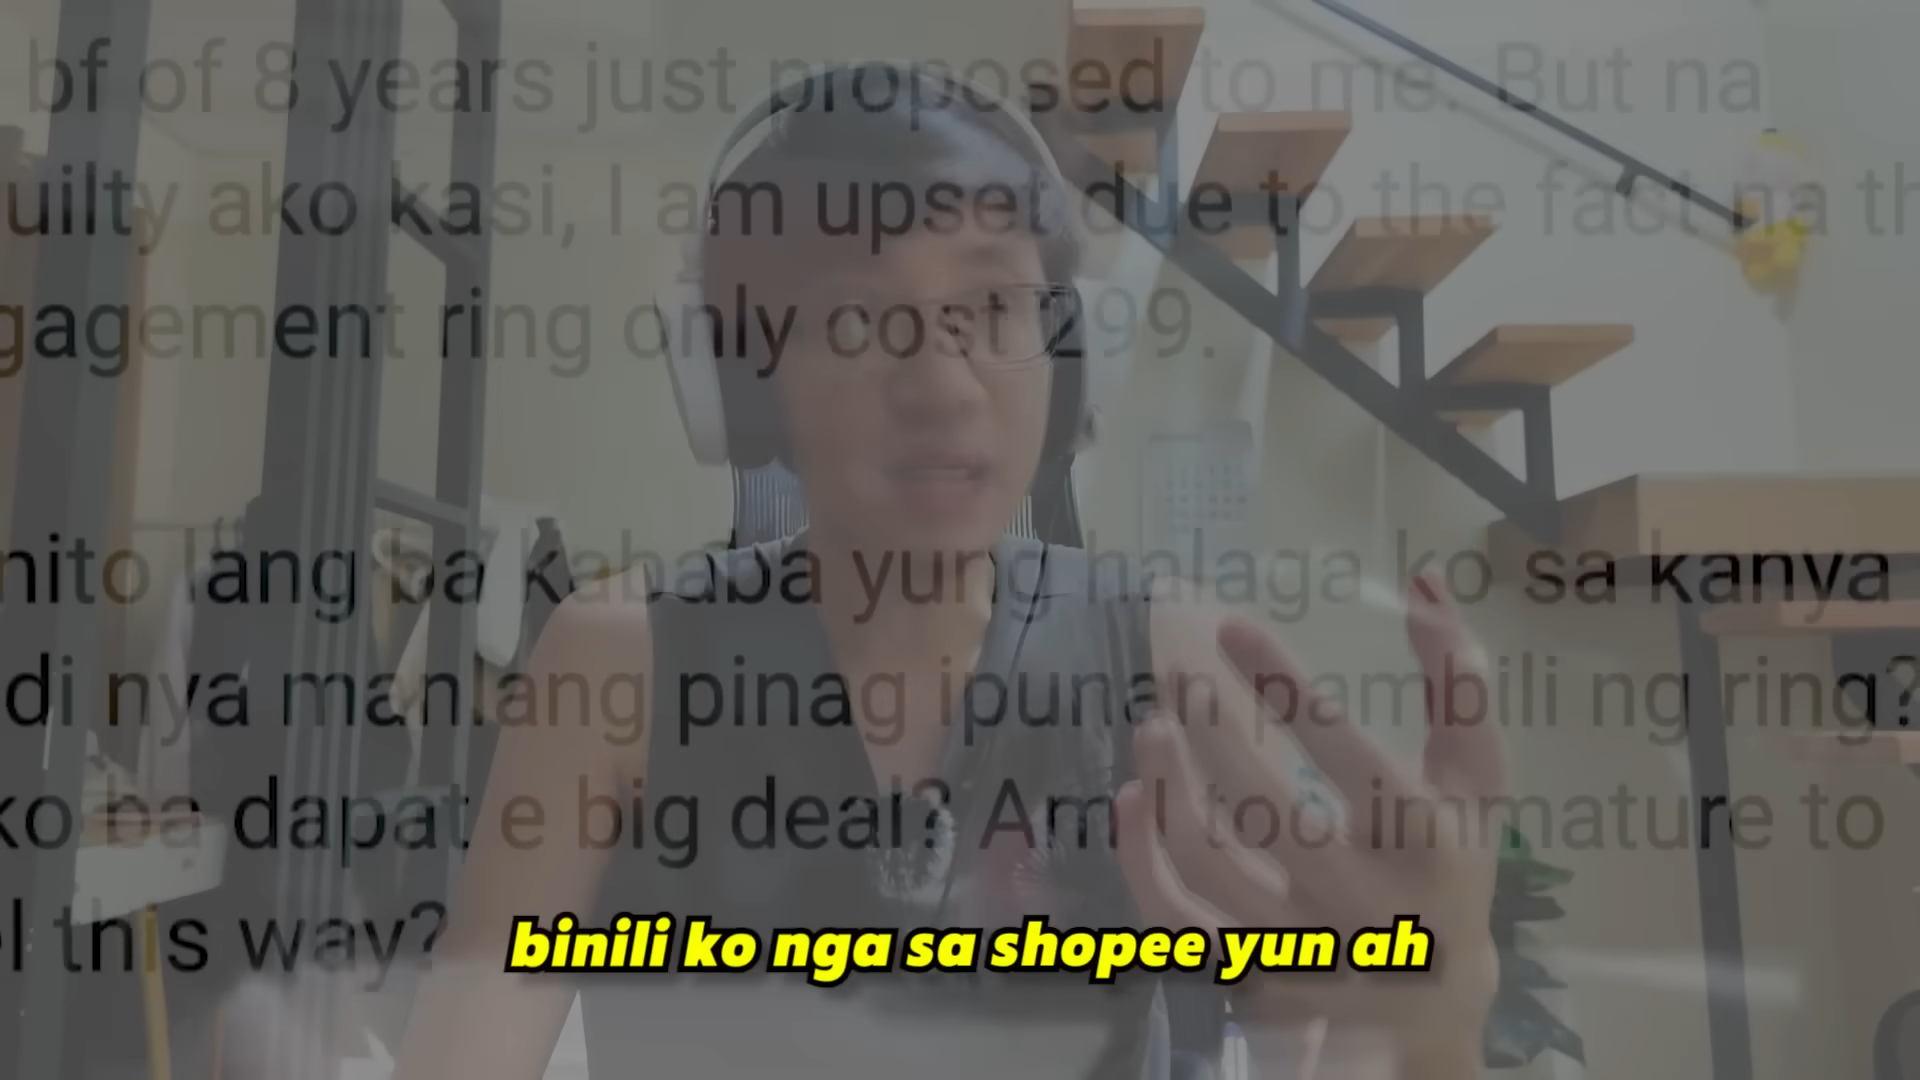 bf of 8 years just proposed to me. But na
uilty ako kasi, I am upset due to the fact na th
gagement ring only cost 299.
nito lang ba kababa yung halaga ko sa kanya
di nya manlang pinag ipunan pambili ng ring?
ko ba dapat e big deal? Am I too immature to
el this way?
binili ko nga sa shopee yun ah